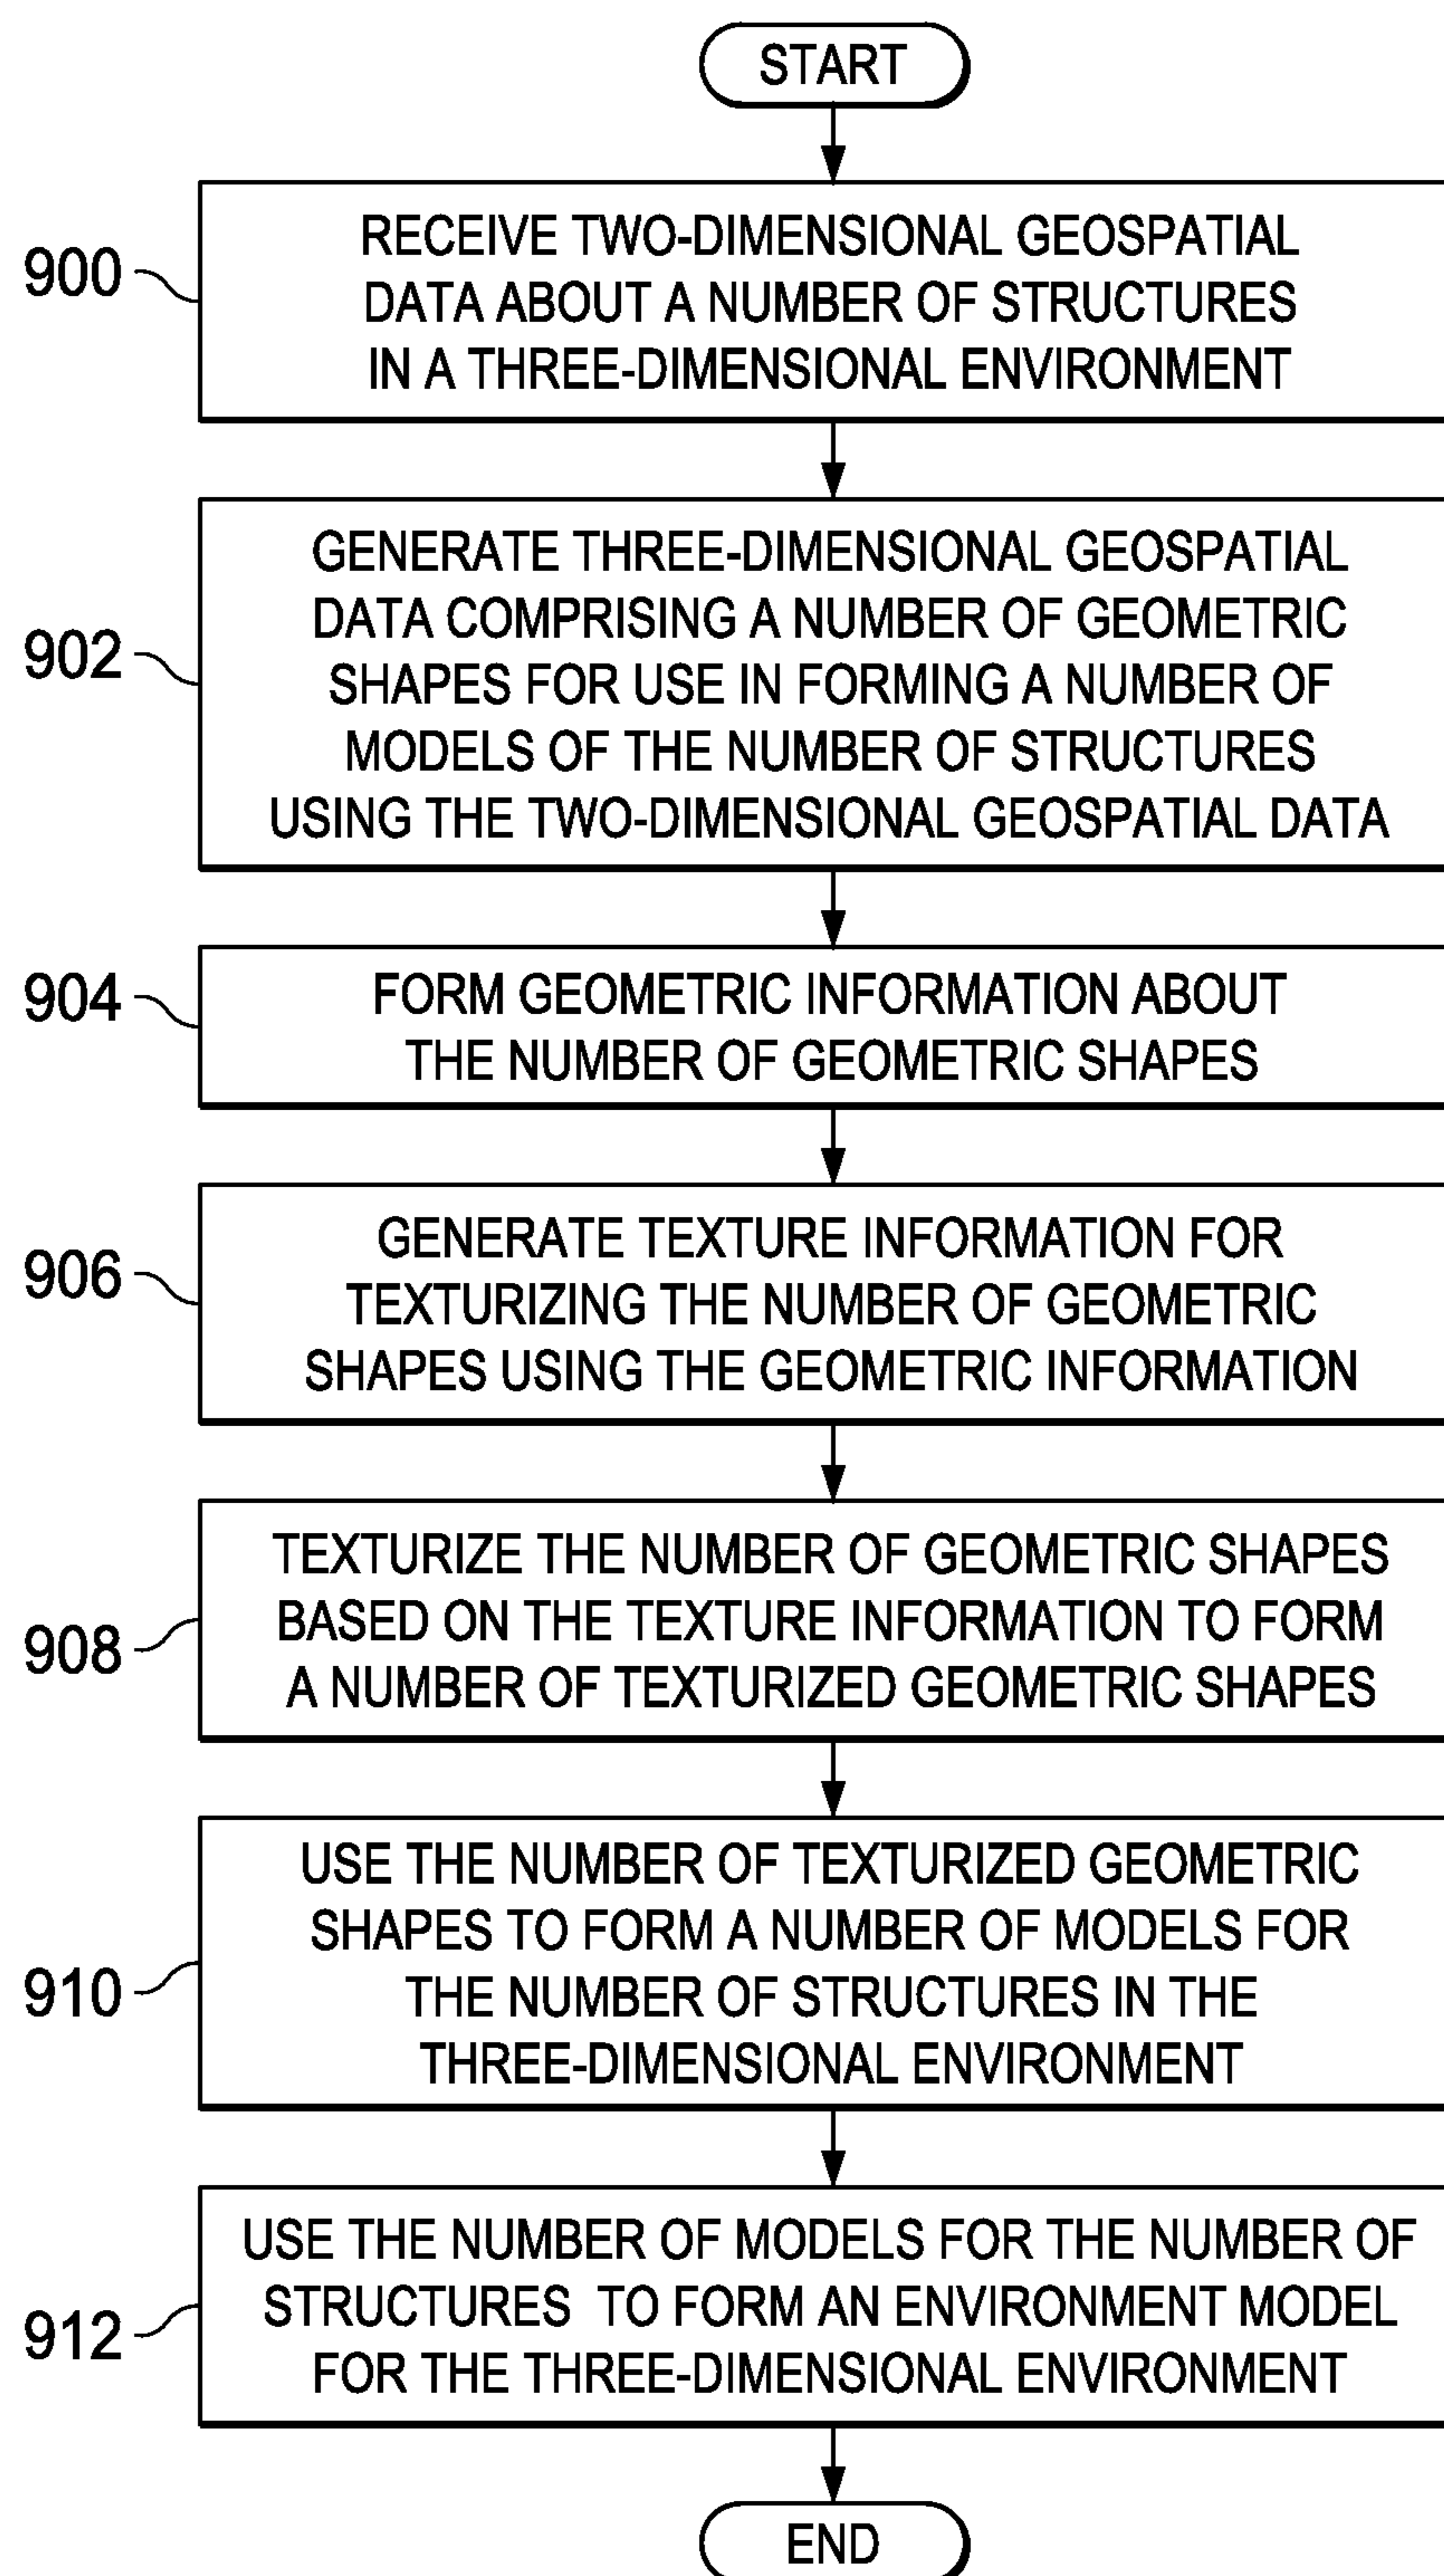 START
900
RECEIVE TWO-DIMENSIONAL GEOSPATIAL
DATA ABOUT A NUMBER OF STRUCTURES
IN A THREE-DIMENSIONAL ENVIRONMENT
902
GENERATE THREE-DIMENSIONAL GEOSPATIAL
DATA COMPRISING A NUMBER OF GEOMETRIC
SHAPES FOR USE IN FORMING A NUMBER OF
MODELS OF THE NUMBER OF STRUCTURES
USING THE TWO-DIMENSIONAL GEOSPATIAL DATA
904
FORM GEOMETRIC INFORMATION ABOUT
THE NUMBER OF GEOMETRIC SHAPES
906
GENERATE TEXTURE INFORMATION FOR
TEXTURIZING THE NUMBER OF GEOMETRIC
SHAPES USING THE GEOMETRIC INFORMATION
908
TEXTURIZE THE NUMBER OF GEOMETRIC SHAPES
BASED ON THE TEXTURE INFORMATION TO FORM
A NUMBER OF TEXTURIZED GEOMETRIC SHAPES
910
USE THE NUMBER OF TEXTURIZED GEOMETRIC
SHAPES TO FORM A NUMBER OF MODELS FOR
THE NUMBER OF STRUCTURES IN THE
THREE-DIMENSIONAL ENVIRONMENT
912
USE THE NUMBER OF MODELS FOR THE NUMBER OF
STRUCTURES TO FORM AN ENVIRONMENT MODEL
FOR THE THREE-DIMENSIONAL ENVIRONMENT
END